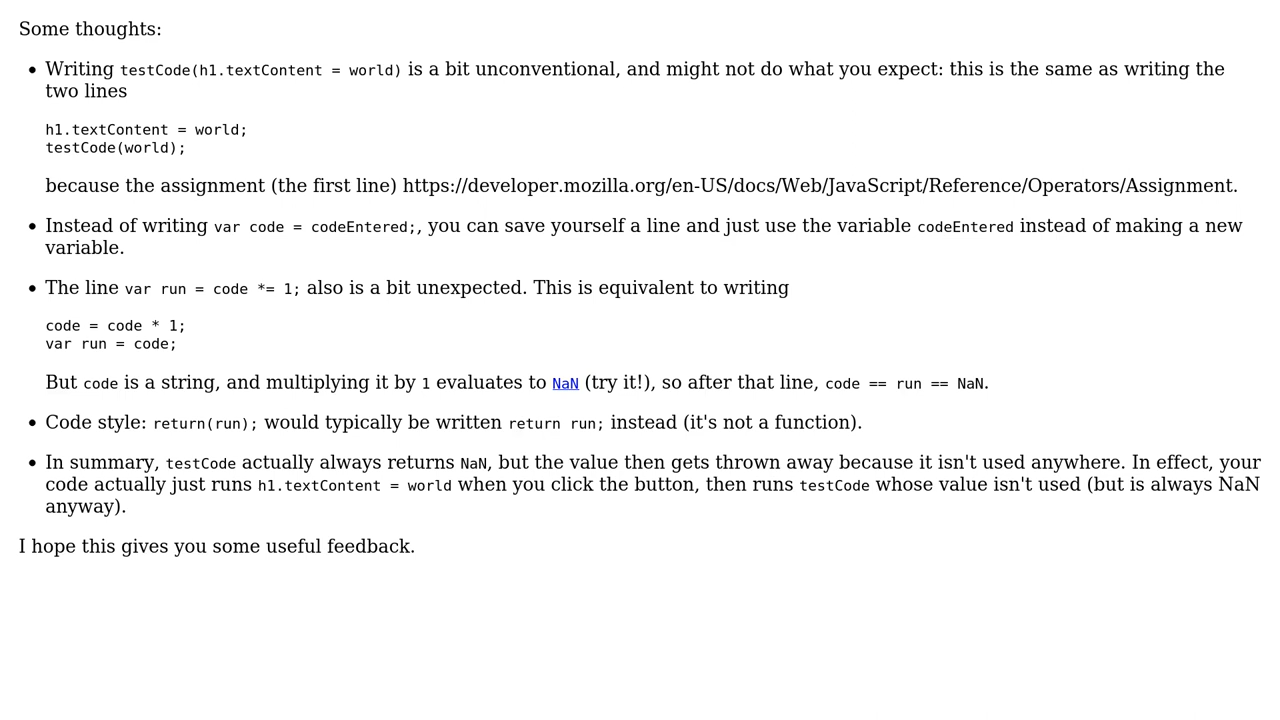 Some thoughts:
Writing testCode(h1.textContent = world) is a bit unconventional, and might not do what you expect: this is the same as writing the
two lines
h1.textContent = world;
testCode(world);
because the assignment (the first line) https://developer.mozilla.org/en-US/docs/Web/JavaScript/Reference/Operators/Assignment.
Instead of writing var code = codeEntered;, you can save yourself a line and just use the variable codeEntered instead of making a new
variable.
The line var run = code *= 1; also is a bit unexpected. This is equivalent to writing
code = code * 1;
var run = code;
But code is a string, and multiplying it by 1 evaluates to NaN (try it!), so after that line, code == run == NaN.
Code style: return(run); would typically be written return run; instead (it's not a function).
In summary, testCode actually always returns NaN, but the value then gets thrown away because it isn't used anywhere. In effect, your
code actually just runs h1.textContent = world when you click the button, then runs testCode whose value isn't used (but is always NaN
anyway).
I hope this gives you some useful feedback.